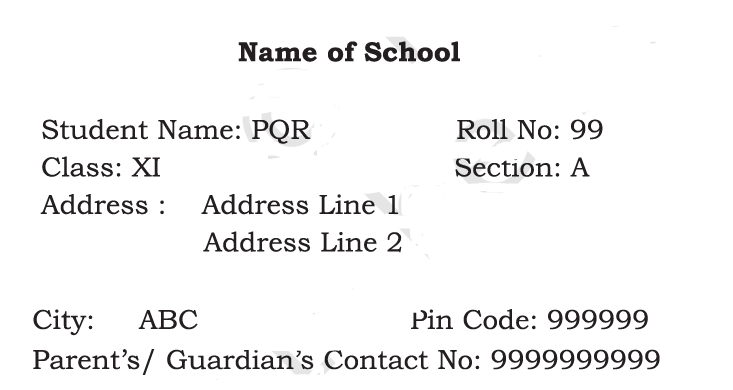 Name of School
Student Name: PQR Roll No: 99
Class: XI Section: A
Address : Address Line 1
Address Line 2
City: ABC Pin Code: 999999
Parent's/ Guardian's Contact No: 9999999999